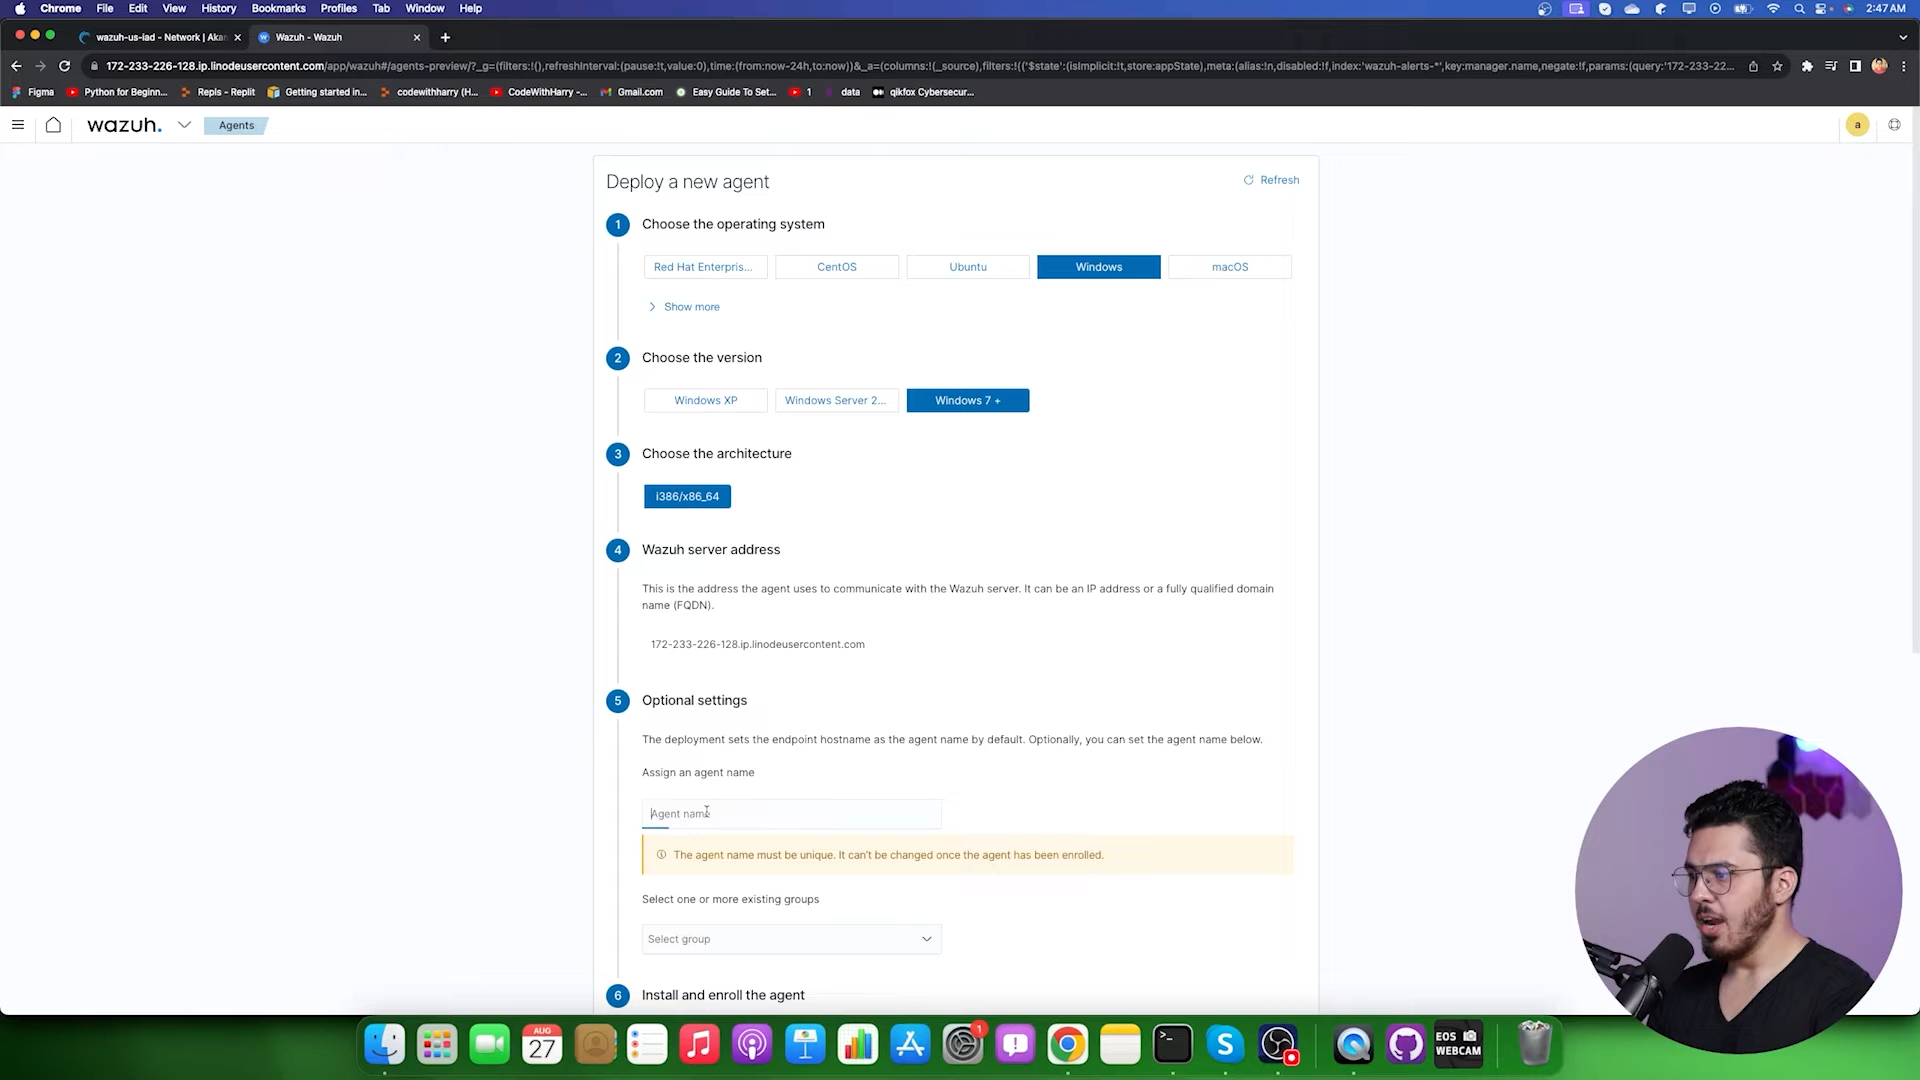 Chrome File Edit View History Bookmarks Profiles Tab Window Help 2:47 AM
wazuh-us-iad - Network | Aka Wazuh - Wazuh
172-233-226-128.ip.linodeusercontent.com/app/wazuh#/agents-preview/?_g=(filters:!(),refreshInterval:(pause:!t,value:0),time:(from:now-24h,to:now))&_a=(columns:!(_source),filters:!(('$state':(isImplicit:!t,store:appState),meta:(alias:!n,disabled:!f,index:'wazuh-alerts-*',key:manager.name,negate:!f,params:(query:'172-233-22...
Figma Python for Beginn... Repls - Replit Getting started in... codewithharry (H... CodeWithHarry -... Gmail.com Easy Guide To Set... 1 data qikfox Cybersecur...
wazuh. Agents a
Deploy a new agent Refresh
1 Choose the operating system
Red Hat Enterpris... CentOS Ubuntu Windows macOS
Show more
2 Choose the version
Windows XP Windows Server 2... Windows 7 +
3 Choose the architecture
i386/x86_64
4 Wazuh server address
This is the address the agent uses to communicate with the Wazuh server. It can be an IP address or a fully qualified domain
name (FQDN).
172-233-226-128.ip.linodeusercontent.com
5 Optional settings
The deployment sets the endpoint hostname as the agent name by default. Optionally, you can set the agent name below.
Assign an agent name
Agent name
The agent name must be unique. It can't be changed once the agent has been enrolled.
Select one or more existing groups
Select group
6 Install and enroll the agent
AUG
27
1
EOS
WEBCAM